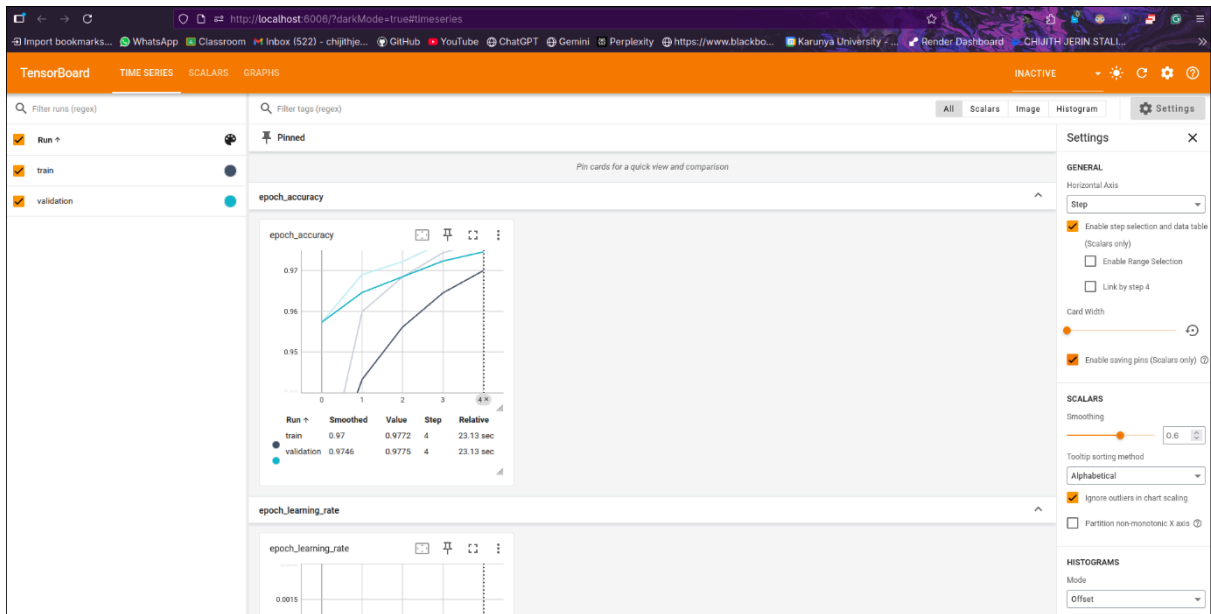 http://localhost:6006/?darkMode=true#timeseries
Import bookmarks... WhatsApp Classroom Inbox (522) - chijithje... GitHub YouTube ChatGPT Gemini Perplexity https://www.blackbo... Karunya University - ... Render Dashboard CHIJITH JERIN STALI...
TensorBoard TIME SERIES SCALARS GRAPHS INACTIVE
Filter runs (regex)
Run
train
validation
Filter tags (regex)
All Scalars Image Histogram Settings
Pinned
Pin cards for a quick view and comparison
epoch_accuracy
epoch_accuracy
0.97
0.96
0.95
0 1 2 3 4 ×
Run ↑ Smoothed Value Step Relative
train 0.97 0.9772 4 23.13 sec
validation 0.9746 0.9775 4 23.13 sec
epoch_learning_rate
epoch_learning_rate
0.0015
Settings
GENERAL
Horizontal Axis
Step
Enable step selection and data table
(Scalars only)
Enable Range Selection
Link by step 4
Card Width
Enable saving pins (Scalars only)
SCALARS
Smoothing
0.6
Tooltip sorting method
Alphabetical
Ignore outliers in chart scaling
Partition non-monotonic X axis
HISTOGRAMS
Mode
Offset